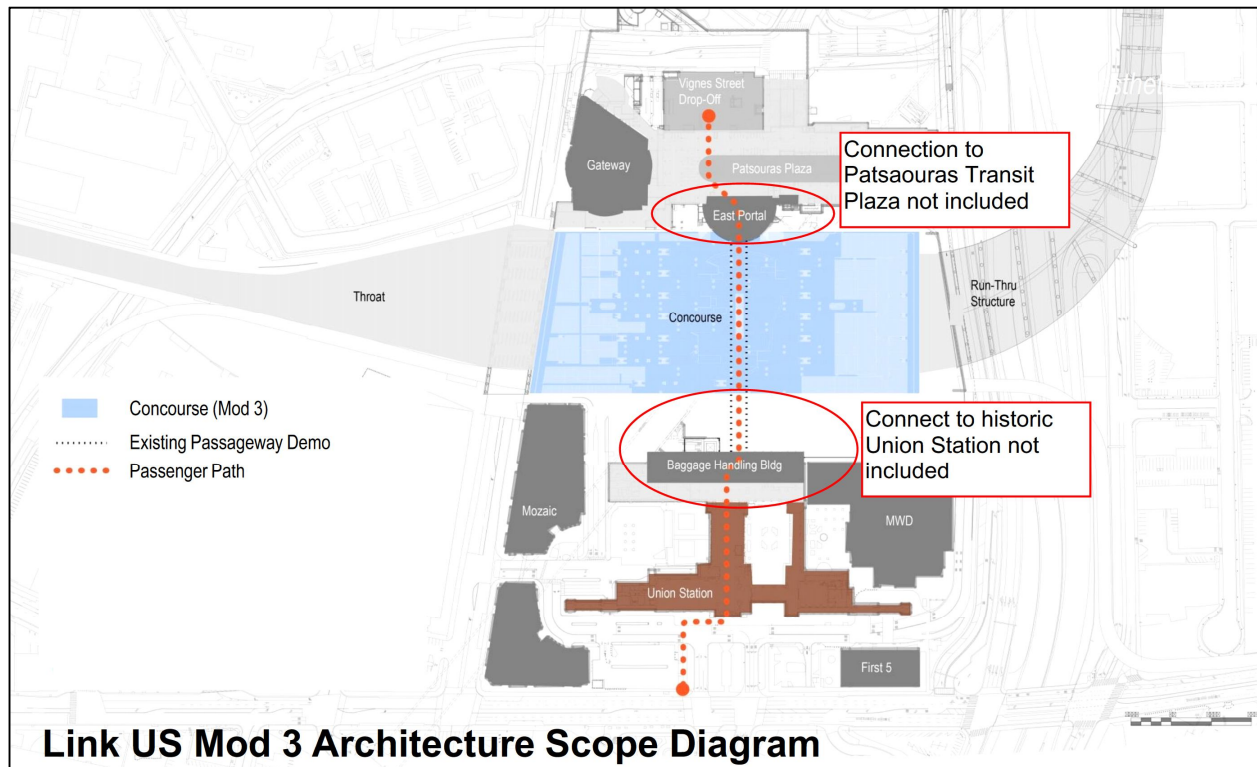 Vignes Street
Drop-Off
Gateway
Patsouras Plaza
Connection to
Patsaouras Transit
Plaza not included
East Portal
Throat
Concourse
Run-Thru
Structure
Concourse (Mod 3)
Existing Passageway Demo
Passenger Path
Connect to historic
Union Station not
included
Baggage Handling Bldg
Mozaic
MWD
Union Station
First 5
Link US Mod 3 Architecture Scope Diagram